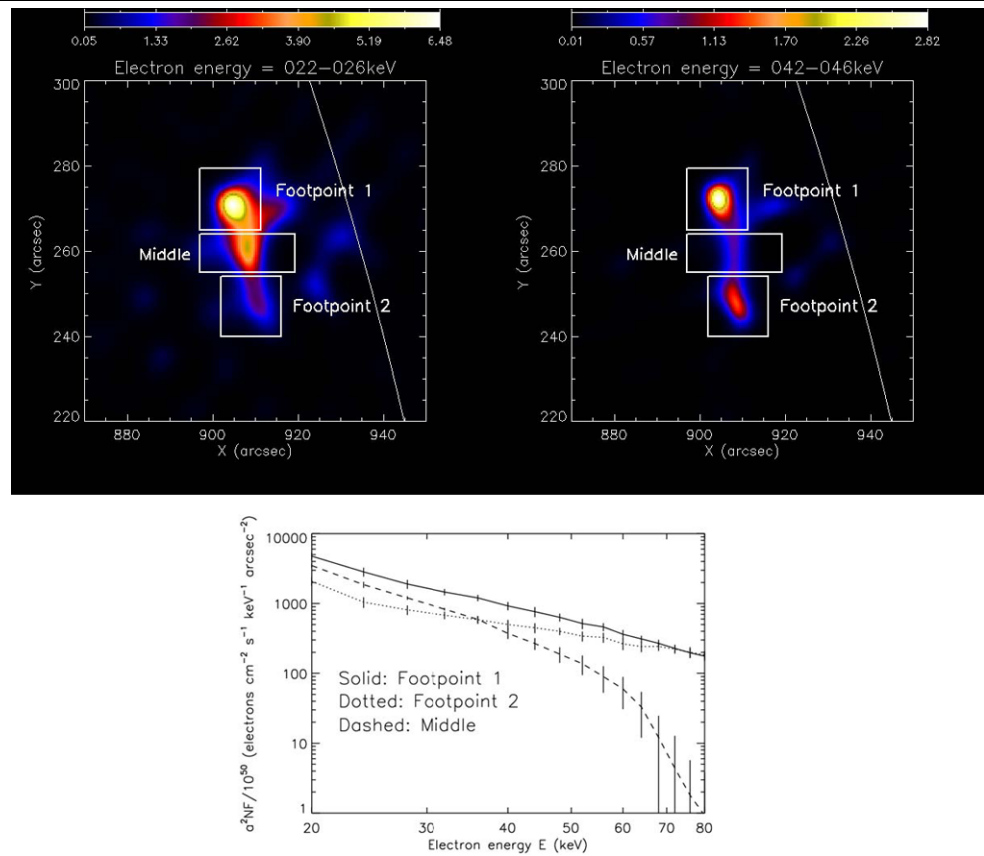 0.05 1.33 2.62 3.90 5.19 6.48
Electron energy = 022–026keV
300
280
260
240
220
Y (arcsec)
Footpoint 1
Middle
Footpoint 2
880 900 920 940
X (arcsec)
0.01 0.57 1.13 1.70 2.26 2.82
Electron energy = 042–046keV
300
280
260
240
220
Y (arcsec)
Footpoint 1
Middle
Footpoint 2
880 900 920 940
X (arcsec)
a²NF/10⁵⁰ (electrons cm⁻² s⁻¹ keV⁻¹ arcsec⁻²)
10000
1000
100
10
1
Solid: Footpoint 1
Dotted: Footpoint 2
Dashed: Middle
20 30 40 50 60 70 80
Electron energy E (keV)